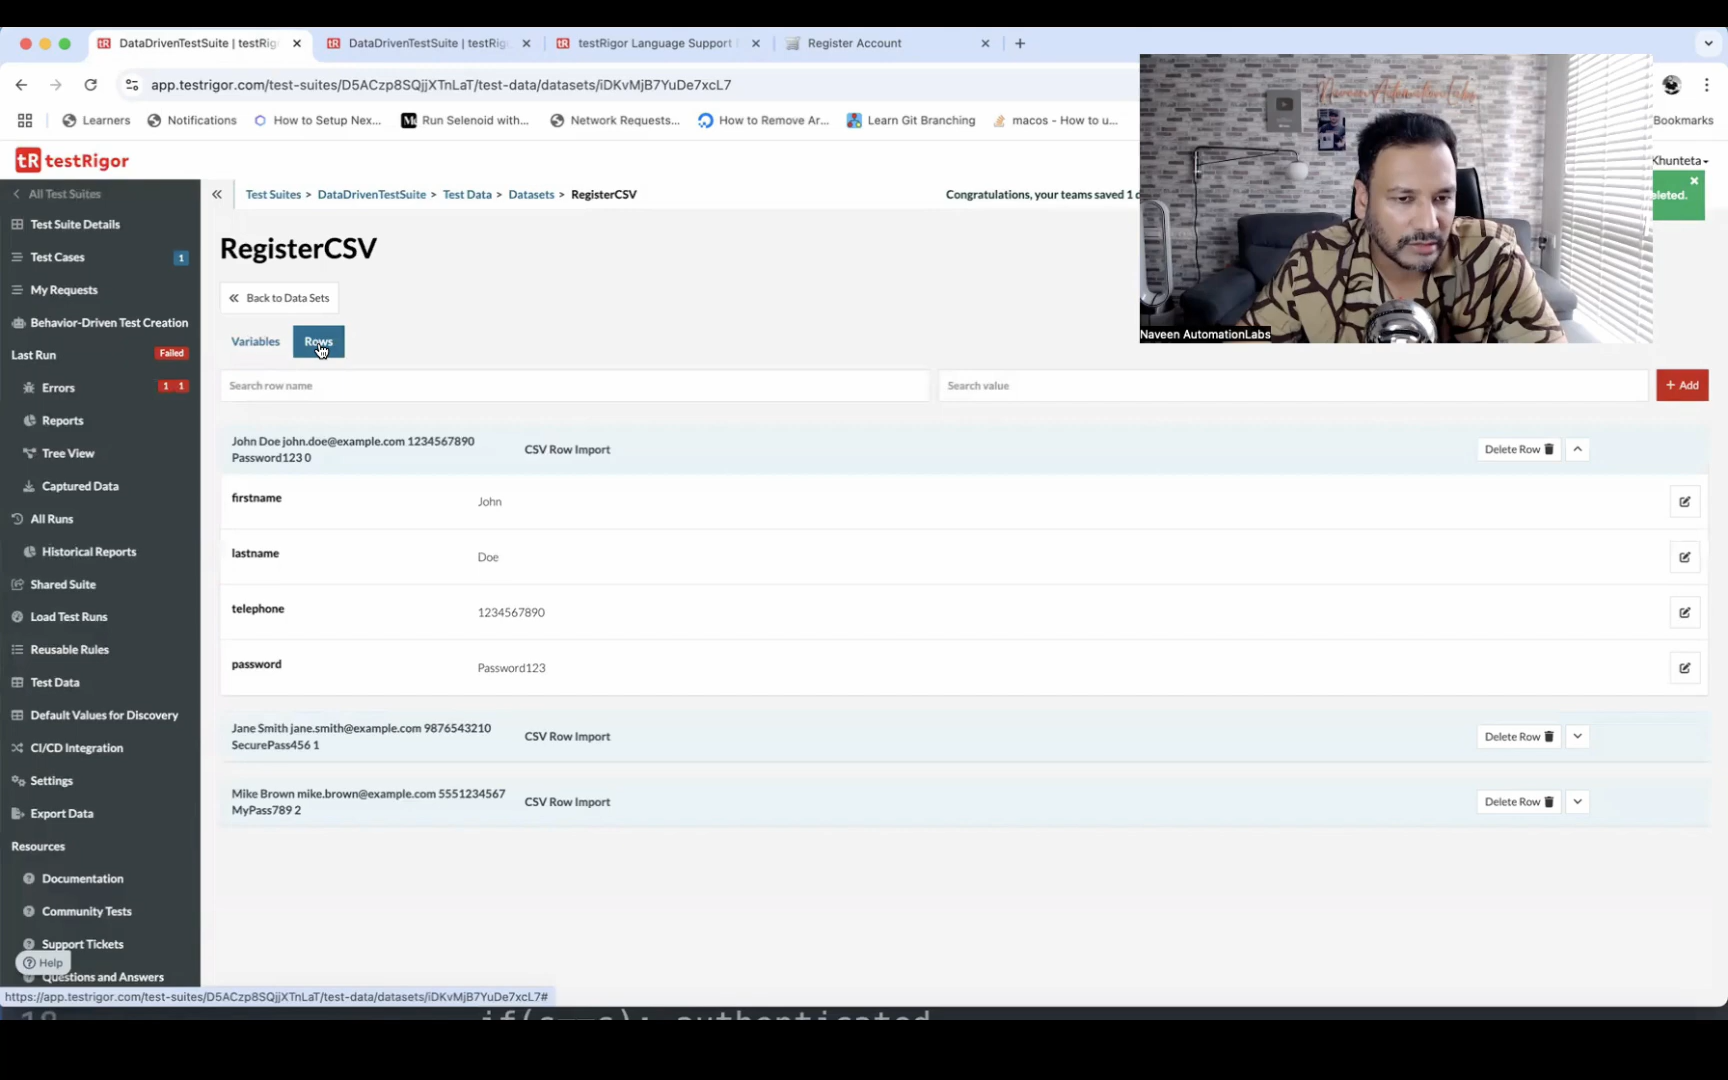 DataDrivenTestSuite | testRig
DataDrivenTestSuite | testRig
testRigor Language Support
Register Account
app.testrigor.com/test-suites/D5ACzp8SQjjXTnLaT/test-data/datasets/iDKvMjB7YuDe7xcL7
Learners
Notifications
How to Setup Nex...
Run Selenoid with...
Network Requests...
How to Remove Ar...
Learn Git Branching
macos - How to u...
Bookmarks
tR testRigor
Khunteta
All Test Suites
Test Suites > DataDrivenTestSuite > Test Data > Datasets > RegisterCSV
Congratulations, your teams saved 1
eleted.
Test Suite Details
Test Cases 1
My Requests
Behavior-Driven Test Creation
Last Run Failed
Errors 1 1
Reports
Tree View
Captured Data
All Runs
Historical Reports
Shared Suite
Load Test Runs
Reusable Rules
Test Data
Default Values for Discovery
CI/CD Integration
Settings
Export Data
Resources
Documentation
Community Tests
Support Tickets
Help
Questions and Answers
RegisterCSV
Back to Data Sets
Variables
Rows
Search row name
Search value
+ Add
John Doe john.doe@example.com 1234567890
Password123 0
CSV Row Import
Delete Row
firstname John
lastname Doe
telephone 1234567890
password Password123
Jane Smith jane.smith@example.com 9876543210
SecurePass456 1
CSV Row Import
Delete Row
Mike Brown mike.brown@example.com 5551234567
MyPass789 2
CSV Row Import
Delete Row
Naveen AutomationLabs
NaveenAutomationLabs
https://app.testrigor.com/test-suites/D5ACzp8SQjjXTnLaT/test-data/datasets/iDKvMjB7YuDe7xcL7#